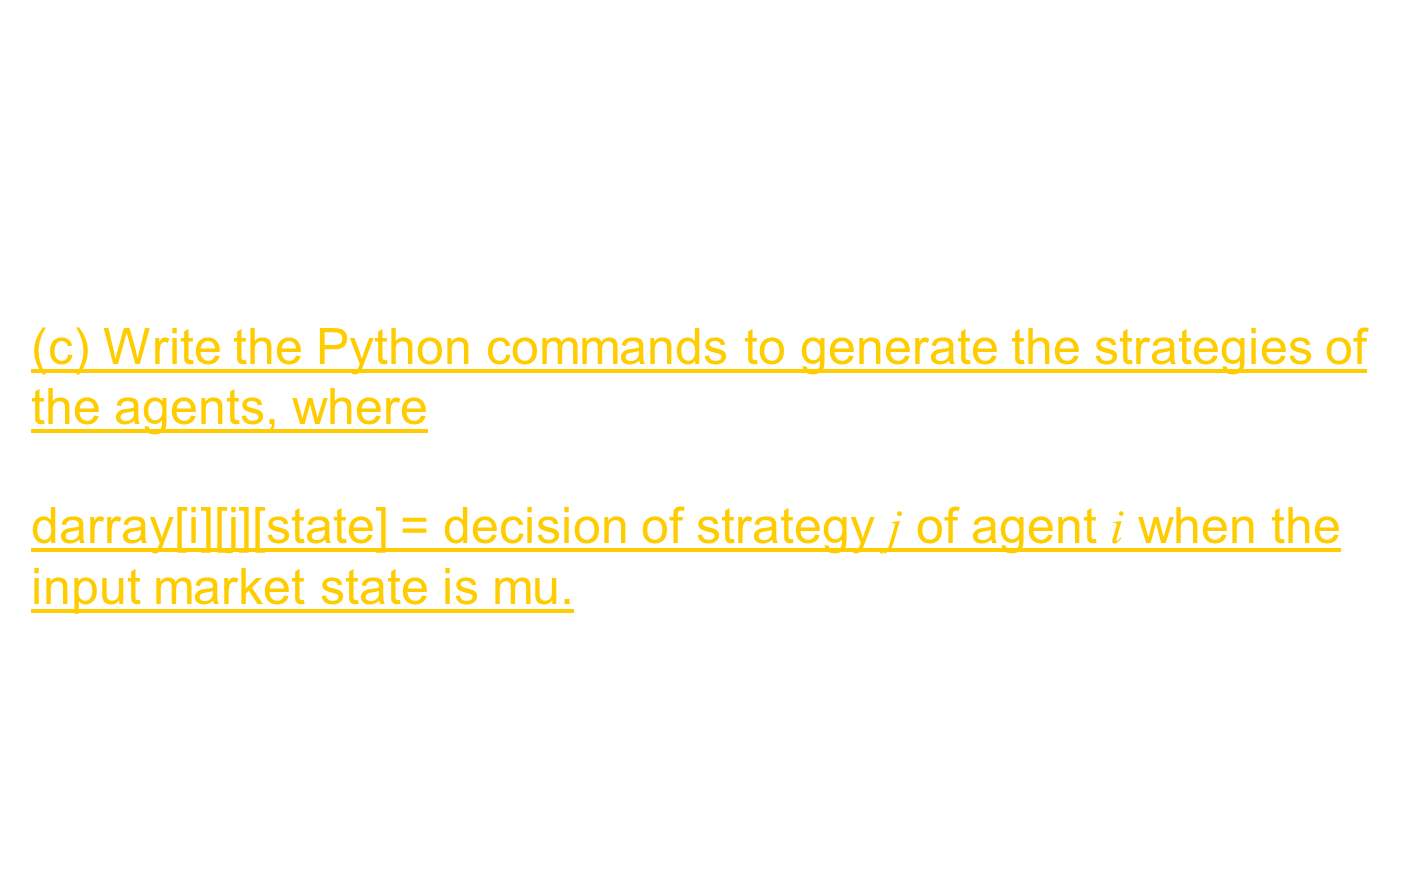 (c) Write the Python commands to generate the strategies of
the agents, where
darray[i][j][state] = decision of strategy j of agent i when the
input market state is mu.